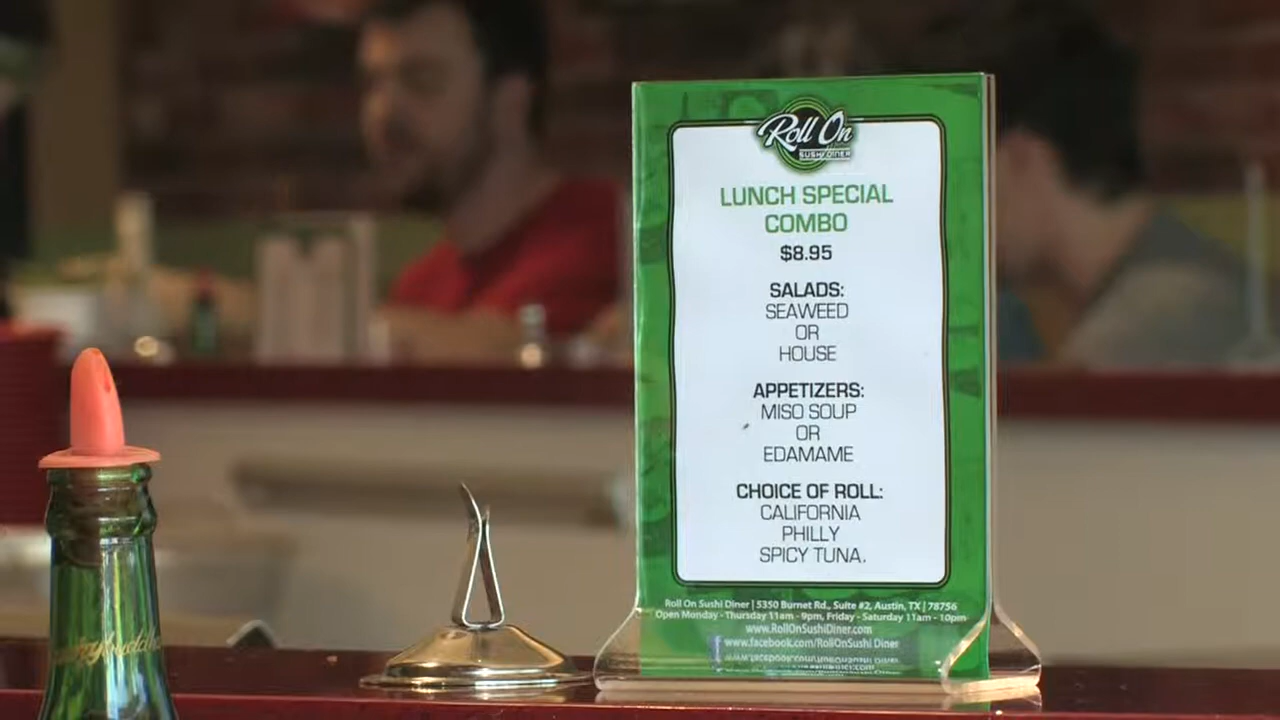 Roll On
SUSHI DINER
LUNCH SPECIAL
COMBO
$8.95
SALADS:
SEAWEED
OR
HOUSE
APPETIZERS:
MISO SOUP
OR
EDAMAME
CHOICE OF ROLL:
CALIFORNIA
PHILLY
SPICY TUNA.
Roll On Sushi Diner | 5350 Burnet Rd., Suite #2, Austin, TX | 78756
Open Monday - Thursday 11am - 9pm, Friday - Saturday 11am - 10pm
www.RollOnSushiDiner.com
www.facebook.com/RollOnSushi Diner